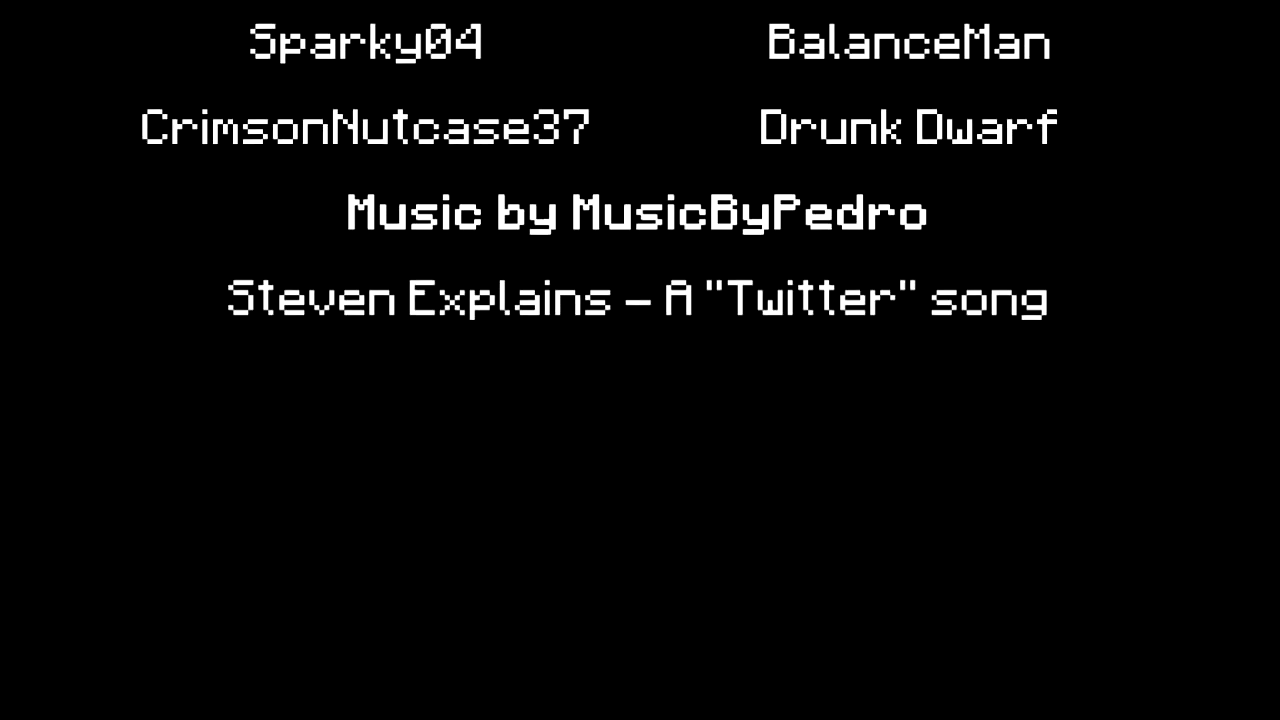 Sparky04 BalanceMan
CrimsonNutcase37 Drunk Dwarf
Music by MusicByPedro
Steven Explains – A "Twitter" song